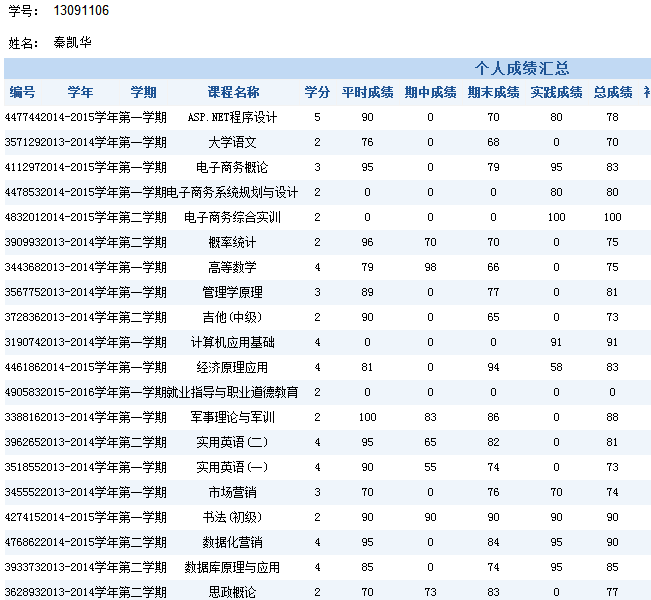 学号： 13091106
姓名： 秦凯华
个人成绩汇总
编号 学年 学期 课程名称 学分 平时成绩 期中成绩 期末成绩 实践成绩 总成绩
447744 2014-2015学年 第一学期 ASP.NET程序设计 5 90 0 70 80 78
357129 2013-2014学年 第一学期 大学语文 2 76 0 68 0 70
411297 2014-2015学年 第一学期 电子商务概论 3 95 0 79 95 83
447853 2014-2015学年 第一学期 电子商务系统规划与设计 2 0 0 0 80 80
483201 2014-2015学年 第二学期 电子商务综合实训 2 0 0 0 100 100
390993 2013-2014学年 第二学期 概率统计 2 96 70 70 0 75
344368 2013-2014学年 第一学期 高等数学 4 79 98 66 0 75
356775 2013-2014学年 第一学期 管理学原理 3 89 0 77 0 81
372836 2013-2014学年 第二学期 吉他(中级) 2 90 0 65 0 73
319074 2013-2014学年 第一学期 计算机应用基础 4 0 0 0 91 91
446186 2014-2015学年 第一学期 经济原理应用 4 81 0 94 58 83
490583 2015-2016学年 第一学期 就业指导与职业道德教育 2 0 0 0 0 0
338816 2013-2014学年 第一学期 军事理论与军训 2 100 83 86 0 88
396265 2013-2014学年 第二学期 实用英语(二) 4 95 65 82 0 81
351855 2013-2014学年 第一学期 实用英语(一) 4 90 55 74 0 73
345552 2013-2014学年 第一学期 市场营销 3 70 0 76 70 74
427415 2014-2015学年 第一学期 书法(初级) 2 90 90 90 90 90
476862 2014-2015学年 第二学期 数据化营销 4 95 0 84 95 90
393373 2013-2014学年 第二学期 数据库原理与应用 4 85 0 74 95 85
362893 2013-2014学年 第二学期 思政概论 2 70 73 83 0 77